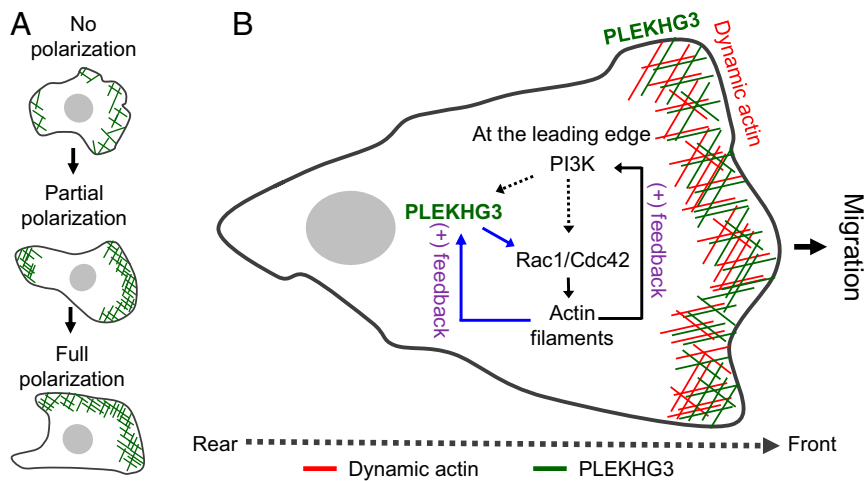 A
No
polarization
Partial
polarization
Full
polarization
B
PLEKHG3
Dynamic actin
At the leading edge
PI3K
PLEKHG3
(+) feedback
Rac1/Cdc42
(+) feedback
Actin
filaments
Migration
Rear
Front
Dynamic actin
PLEKHG3